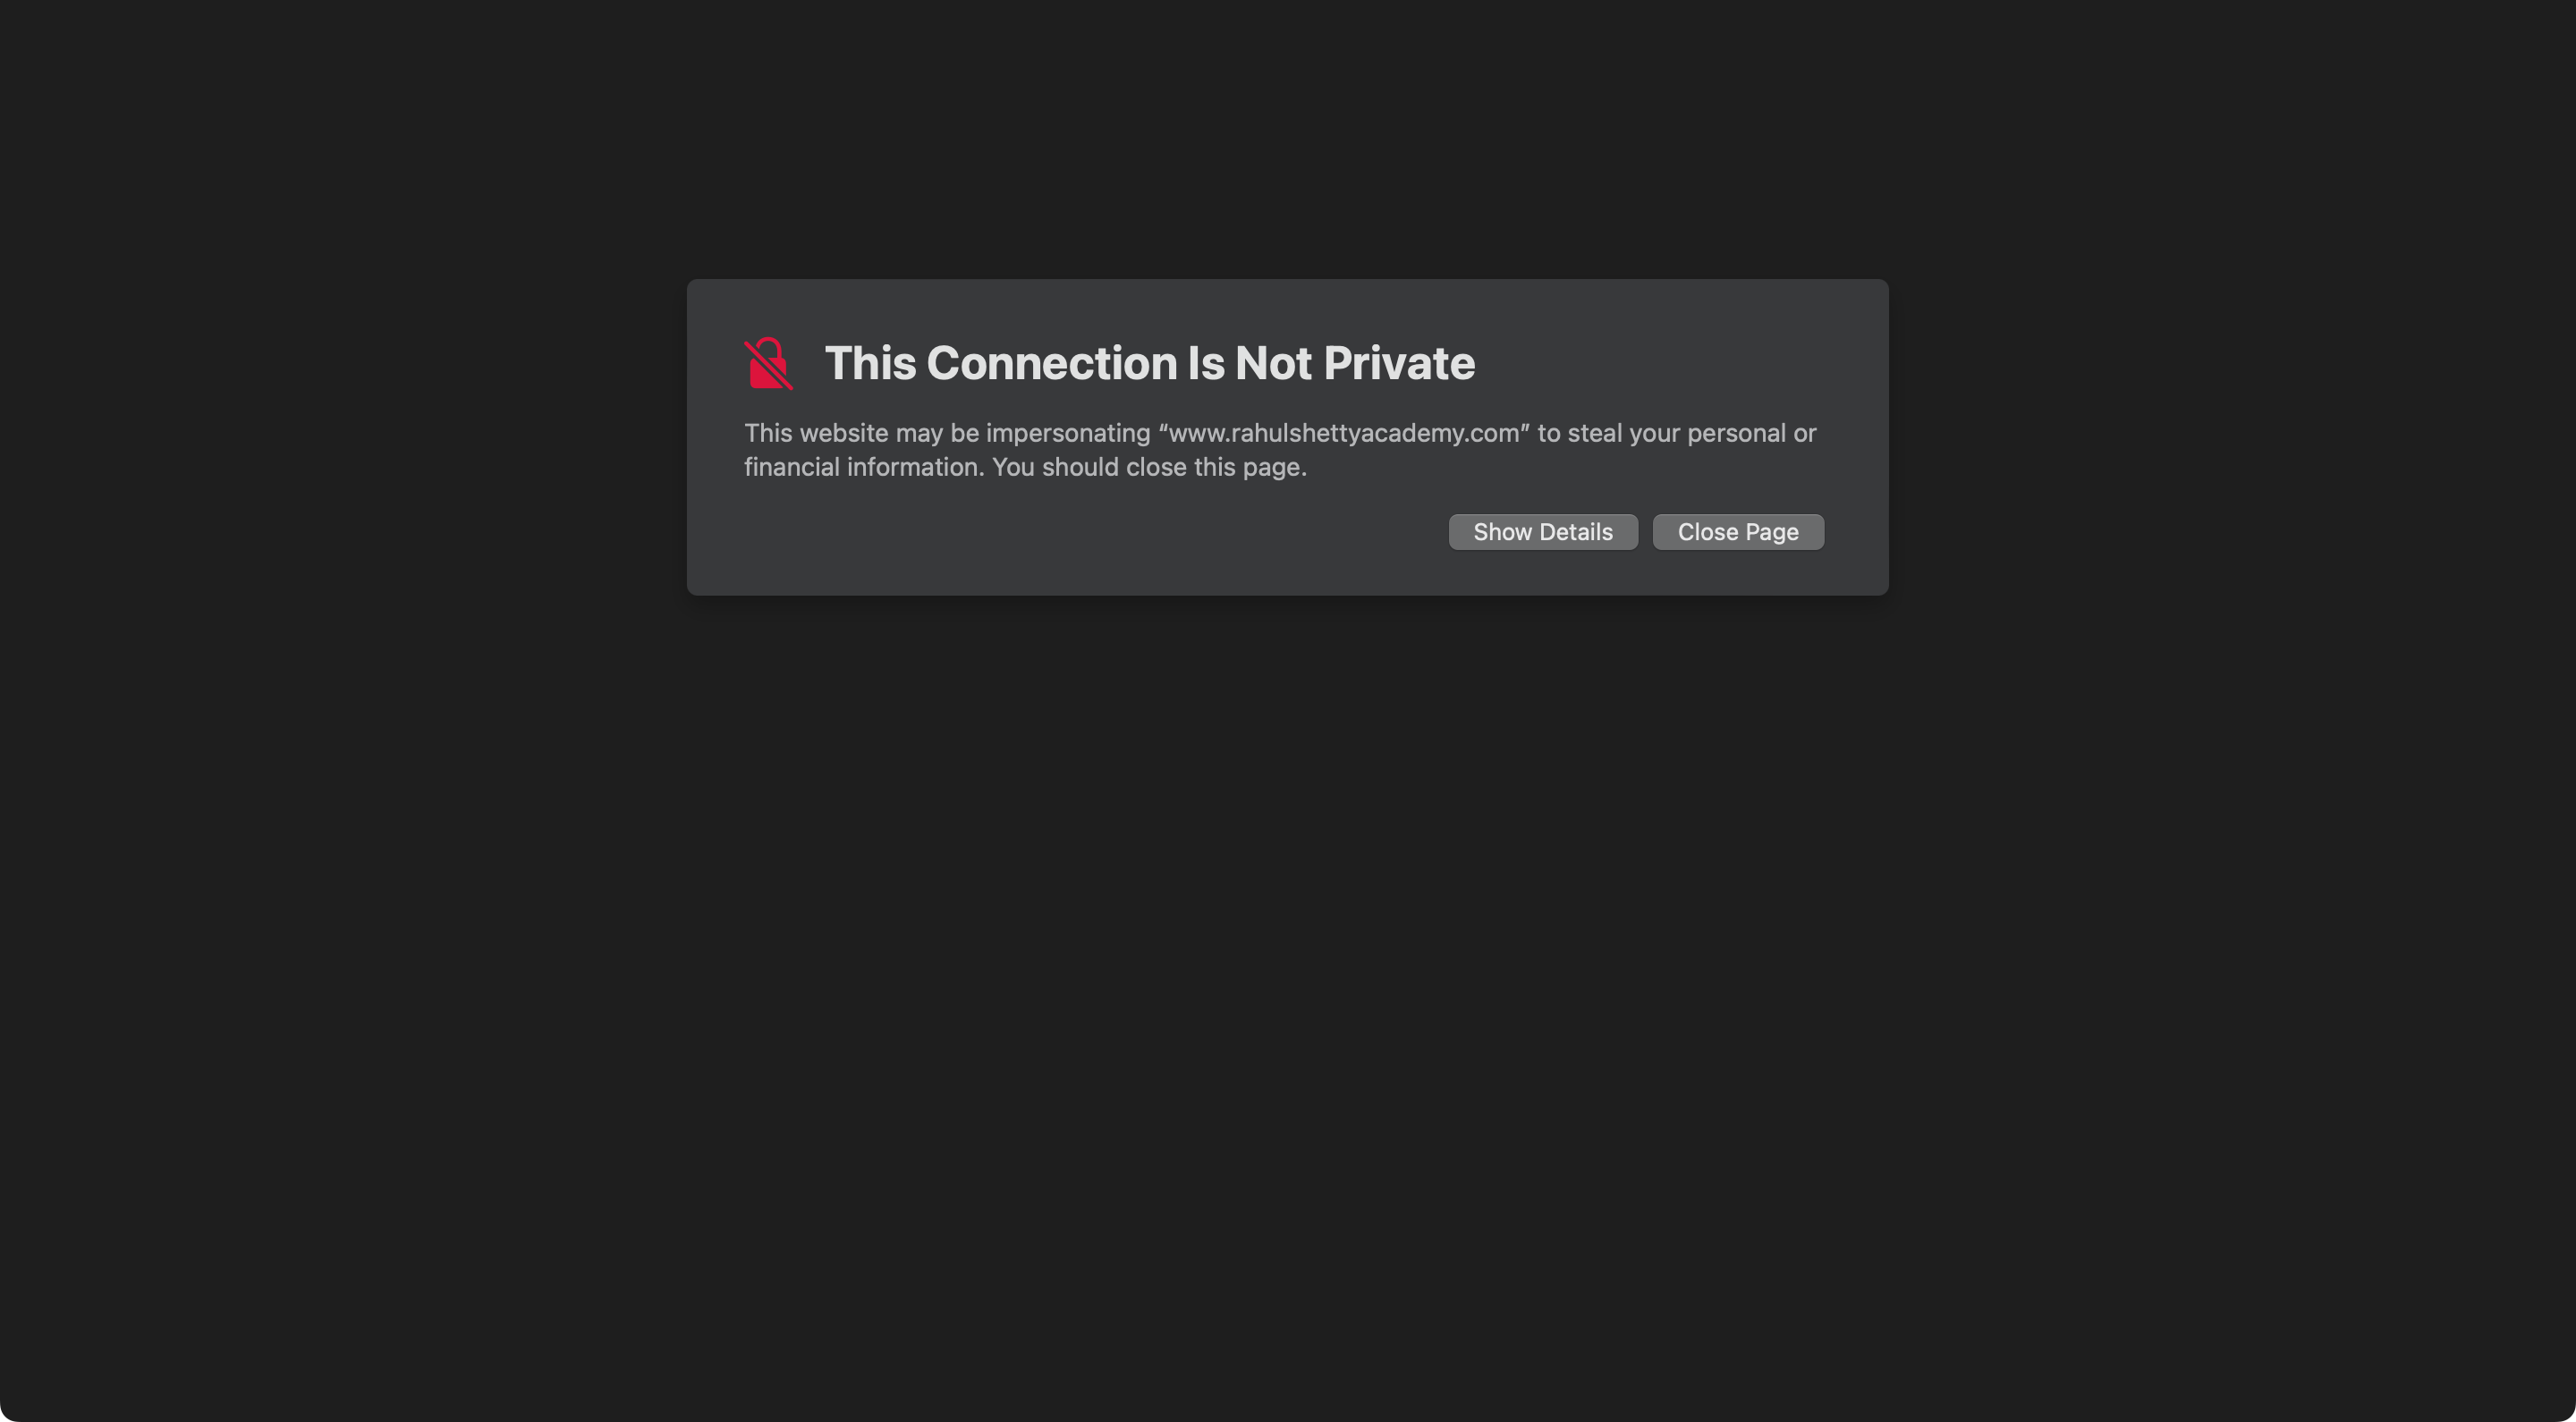 This Connection Is Not Private
This website may be impersonating “www.rahulshettyacademy.com” to steal your personal or
financial information. You should close this page.
Show Details
Close Page